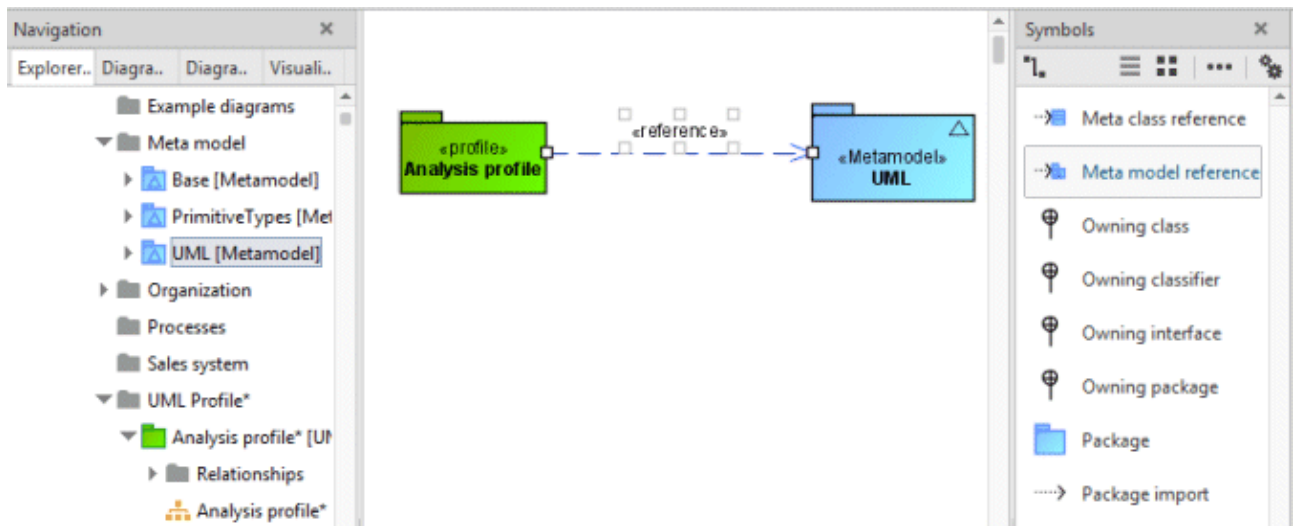 Navigation
Explorer.. Diagra.. Diagra.. Visuali..
Example diagrams
Meta model
Base [Metamodel]
PrimitiveTypes [Met
UML [Metamodel]
Organization
Processes
Sales system
UML Profile*
Analysis profile* [UM
Relationships
Analysis profile*
«profile»
Analysis profile
«reference»
«Metamodel»
UML
Symbols
Meta class reference
Meta model reference
Owning class
Owning classifier
Owning interface
Owning package
Package
Package import